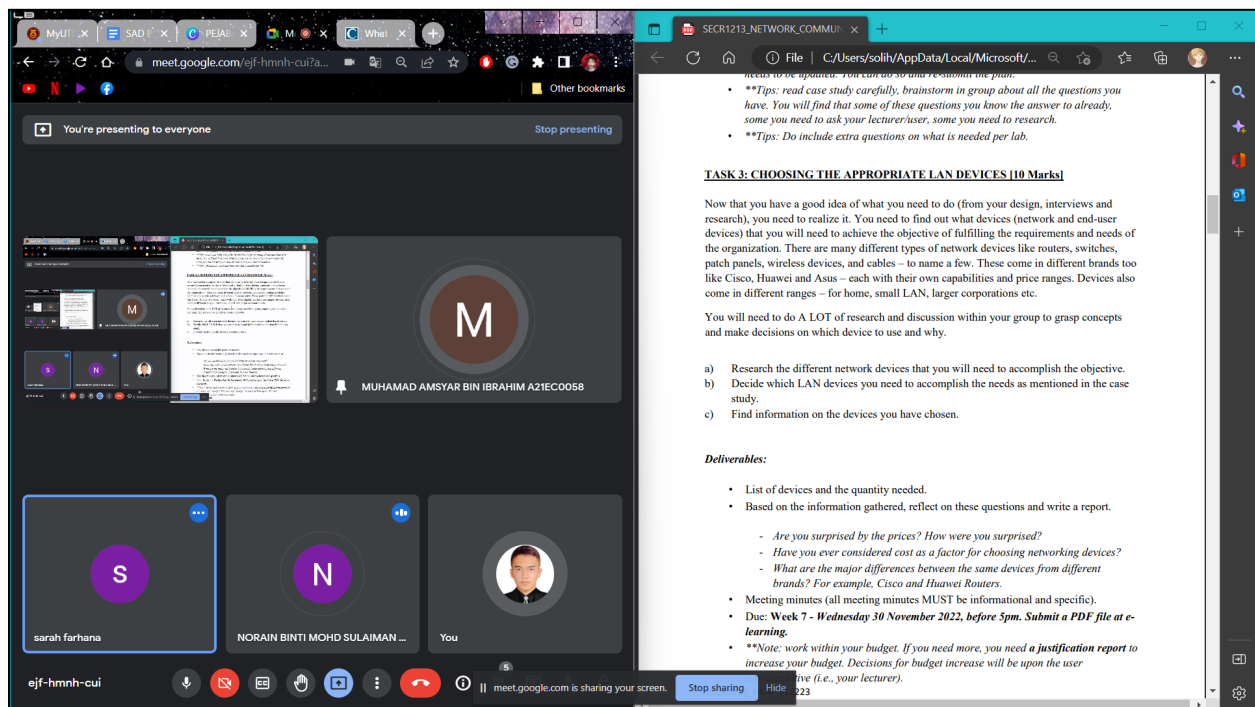 MyUT
SAD P
PEJAB
M
What
meet.google.com/ejf-hmnh-cui?a...
Other bookmarks
You're presenting to everyone
Stop presenting
M
MUHAMAD AMSYAR BIN IBRAHIM A21EC0058
S
sarah farhana
N
NORAIN BINTI MOHD SULAIMAN ...
You
ejf-hmnh-cui
5
meet.google.com is sharing your screen.
Stop sharing
Hide
SECR1213_NETWORK_COMMUN
File
C:/Users/solih/AppData/Local/Microsoft/...
needs to be updated. You can do so and re-submit the plan.
• **Tips: read case study carefully, brainstorm in group about all the questions you
have. You will find that some of these questions you know the answer to already,
some you need to ask your lecturer/user, some you need to research.
• **Tips: Do include extra questions on what is needed per lab.
TASK 3: CHOOSING THE APPROPRIATE LAN DEVICES [10 Marks]
Now that you have a good idea of what you need to do (from your design, interviews and
research), you need to realize it. You need to find out what devices (network and end-user
devices) that you will need to achieve the objective of fulfilling the requirements and needs of
the organization. There are many different types of network devices like routers, switches,
patch panels, wireless devices, and cables – to name a few. These come in different brands too
like Cisco, Huawei and Asus – each with their own capabilities and price ranges. Devices also
come in different ranges – for home, small LAN, larger corporations etc.
You will need to do A LOT of research and discussion within your group to grasp concepts
and make decisions on which device to use and why.
a) Research the different network devices that you will need to accomplish the objective.
b) Decide which LAN devices you need to accomplish the needs as mentioned in the case
study.
c) Find information on the devices you have chosen.
Deliverables:
• List of devices and the quantity needed.
• Based on the information gathered, reflect on these questions and write a report.
- Are you surprised by the prices? How were you surprised?
- Have you ever considered cost as a factor for choosing networking devices?
- What are the major differences between the same devices from different
brands? For example, Cisco and Huawei Routers.
• Meeting minutes (all meeting minutes MUST be informational and specific).
• Due: Week 7 - Wednesday 30 November 2022, before 5pm. Submit a PDF file at e-
learning.
• **Note: work within your budget. If you need more, you need a justification report to
increase your budget. Decisions for budget increase will be upon the user
tive (i.e., your lecturer).
223